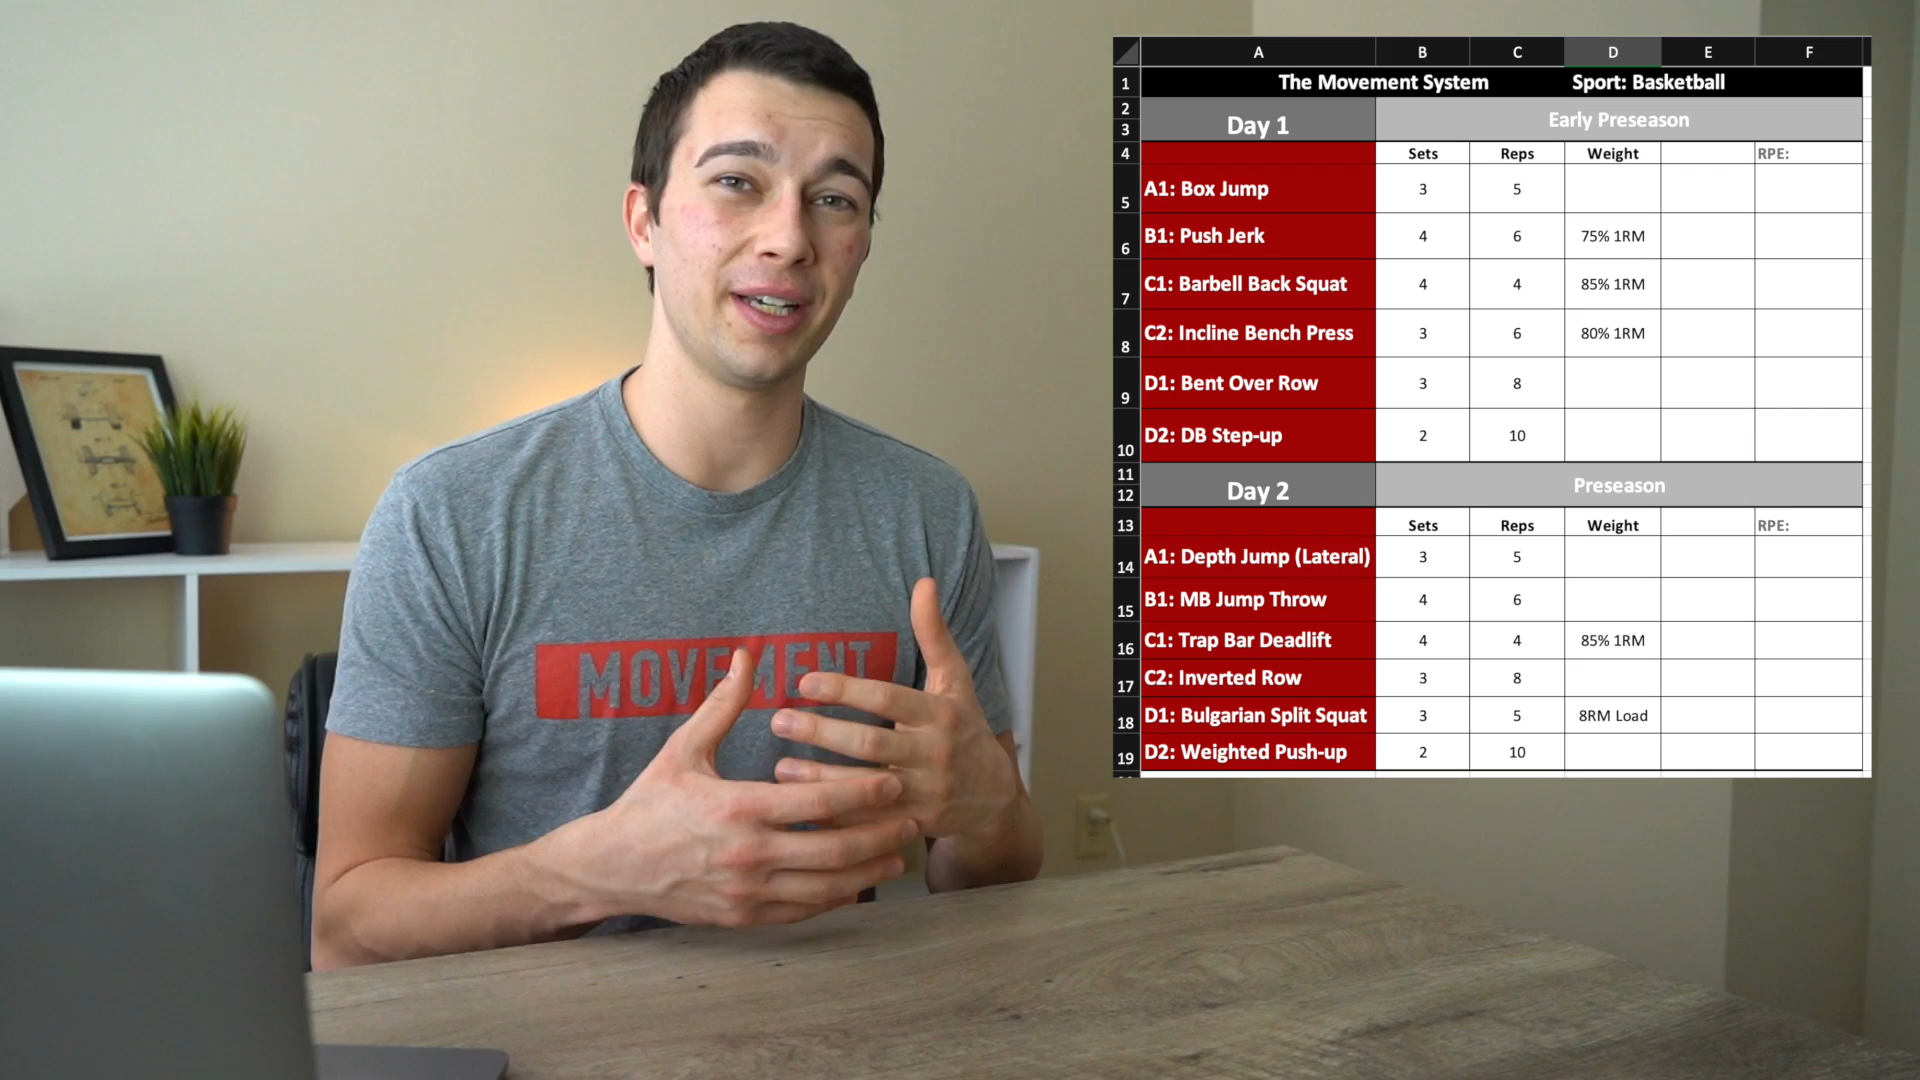 MOVEMENT
A B C D E F
1 The Movement System Sport: Basketball
2
3 Day 1 Early Preseason
4 Sets Reps Weight RPE:
5 A1: Box Jump 3 5
6 B1: Push Jerk 4 6 75% 1RM
7 C1: Barbell Back Squat 4 4 85% 1RM
8 C2: Incline Bench Press 3 6 80% 1RM
9 D1: Bent Over Row 3 8
10 D2: DB Step-up 2 10
11
12 Day 2 Preseason
13 Sets Reps Weight RPE:
14 A1: Depth Jump (Lateral) 3 5
15 B1: MB Jump Throw 4 6
16 C1: Trap Bar Deadlift 4 4 85% 1RM
17 C2: Inverted Row 3 8
18 D1: Bulgarian Split Squat 3 5 8RM Load
19 D2: Weighted Push-up 2 10